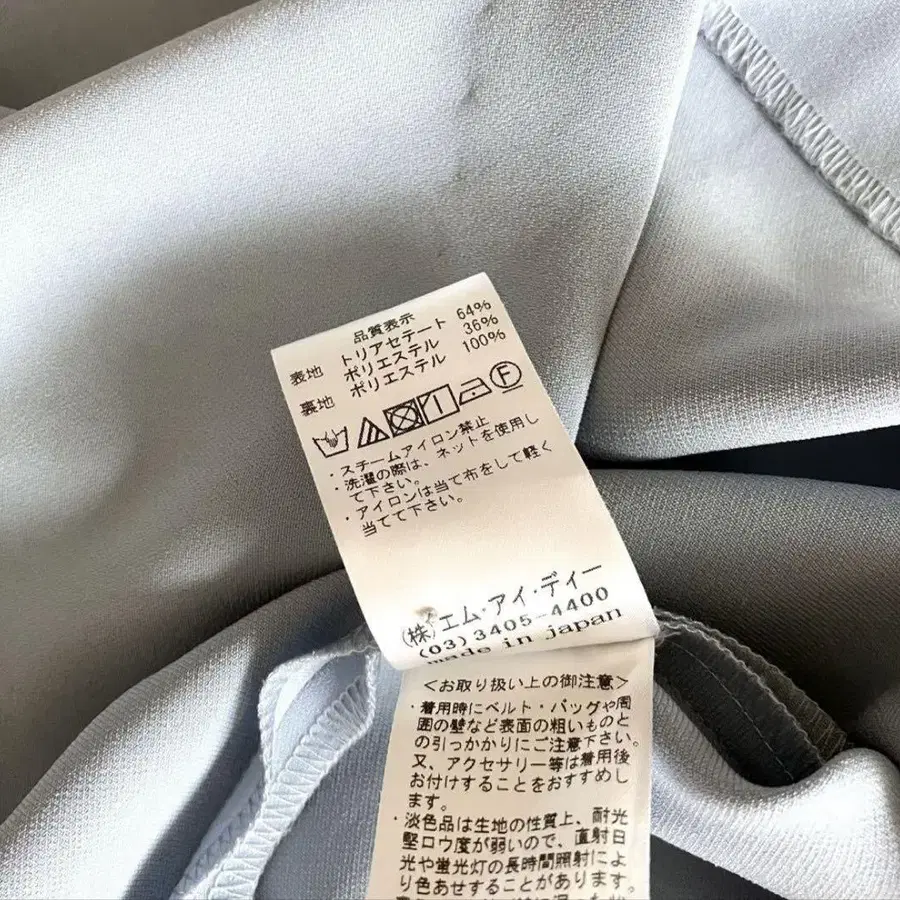 品質表示
表地 トリアセテート 64%
ポリエステル 36%
裏地 ポリエステル 100%
F
・スチームアイロン禁止
・洗濯の際は、ネットを使用し
て下さい。
・アイロンは当て布をして軽く
当てて下さい。
(株)エム・アイ・ディー
(03)3405-4400
made in japan
<お取り扱い上の御注意>
・着用時にベルト・バッグや周
囲の壁など表面の粗いものと
の引っかかりにご注意下さい。
又、アクセサリー等は着用後
お付けすることをおすすめし
ます。
・淡色品は生地の性質上、耐光
堅ロウ度が弱いので、直射日
光や蛍光灯の長時間照射によ
り色あせすることがあります。